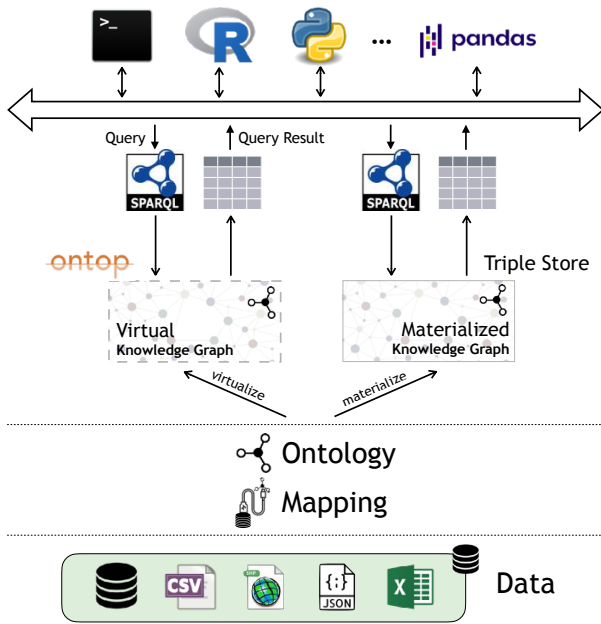 >_
R
...
pandas
Query
Query Result
SPARQL
SPARQL
ontop
Triple Store
Virtual
Knowledge Graph
Materialized
Knowledge Graph
virtualize
materialize
Ontology
Mapping
CSV
SHP
{;}
JSON
X
Data